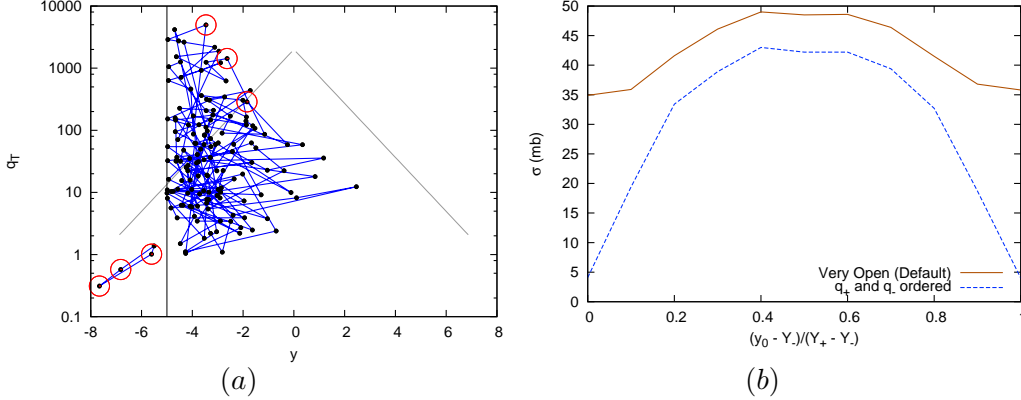 10000
1000
100
10
1
0.1
q_T
-8 -6 -4 -2 0 2 4 6 8
y
(a)
50
45
40
35
30
25
20
15
10
5
0
σ (mb)
Very Open (Default)
q_+ and q_- ordered
0 0.2 0.4 0.6 0.8 1
(y_0 - Y_-)/(Y_+ - Y_-)
(b)